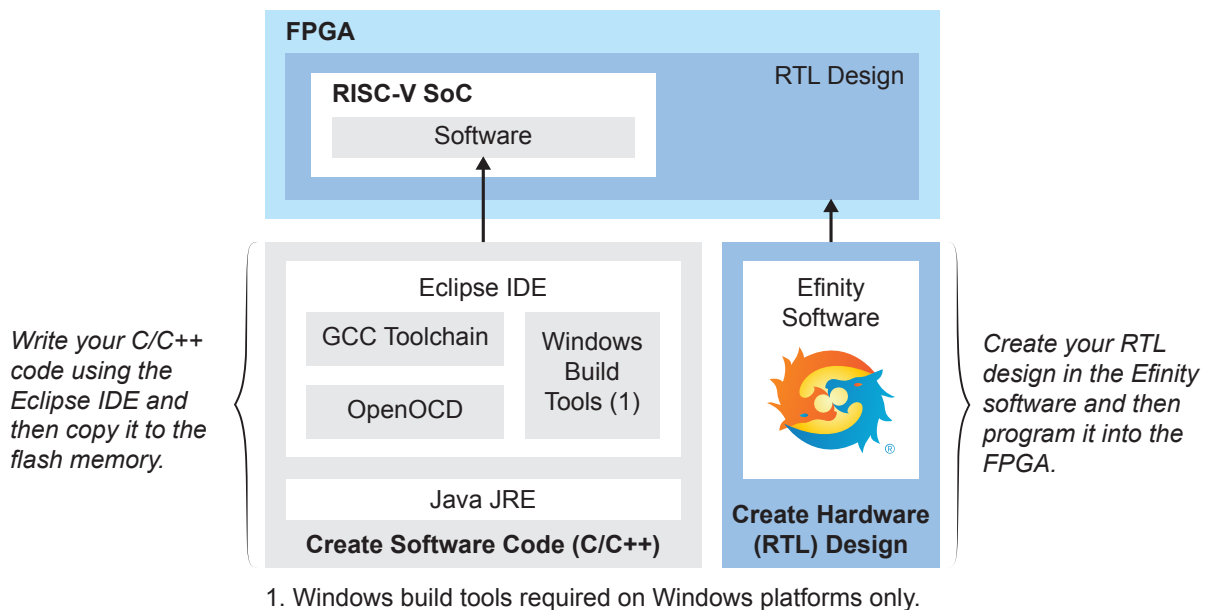 FPGA
RTL Design
RISC-V SoC
Software
Write your C/C++
code using the
Eclipse IDE and
then copy it to the
flash memory.
Eclipse IDE
GCC Toolchain
OpenOCD
Windows
Build
Tools (1)
Java JRE
Create Software Code (C/C++)
Efinity
Software
®
Create Hardware
(RTL) Design
Create your RTL
design in the Efinity
software and then
program it into the
FPGA.
1. Windows build tools required on Windows platforms only.